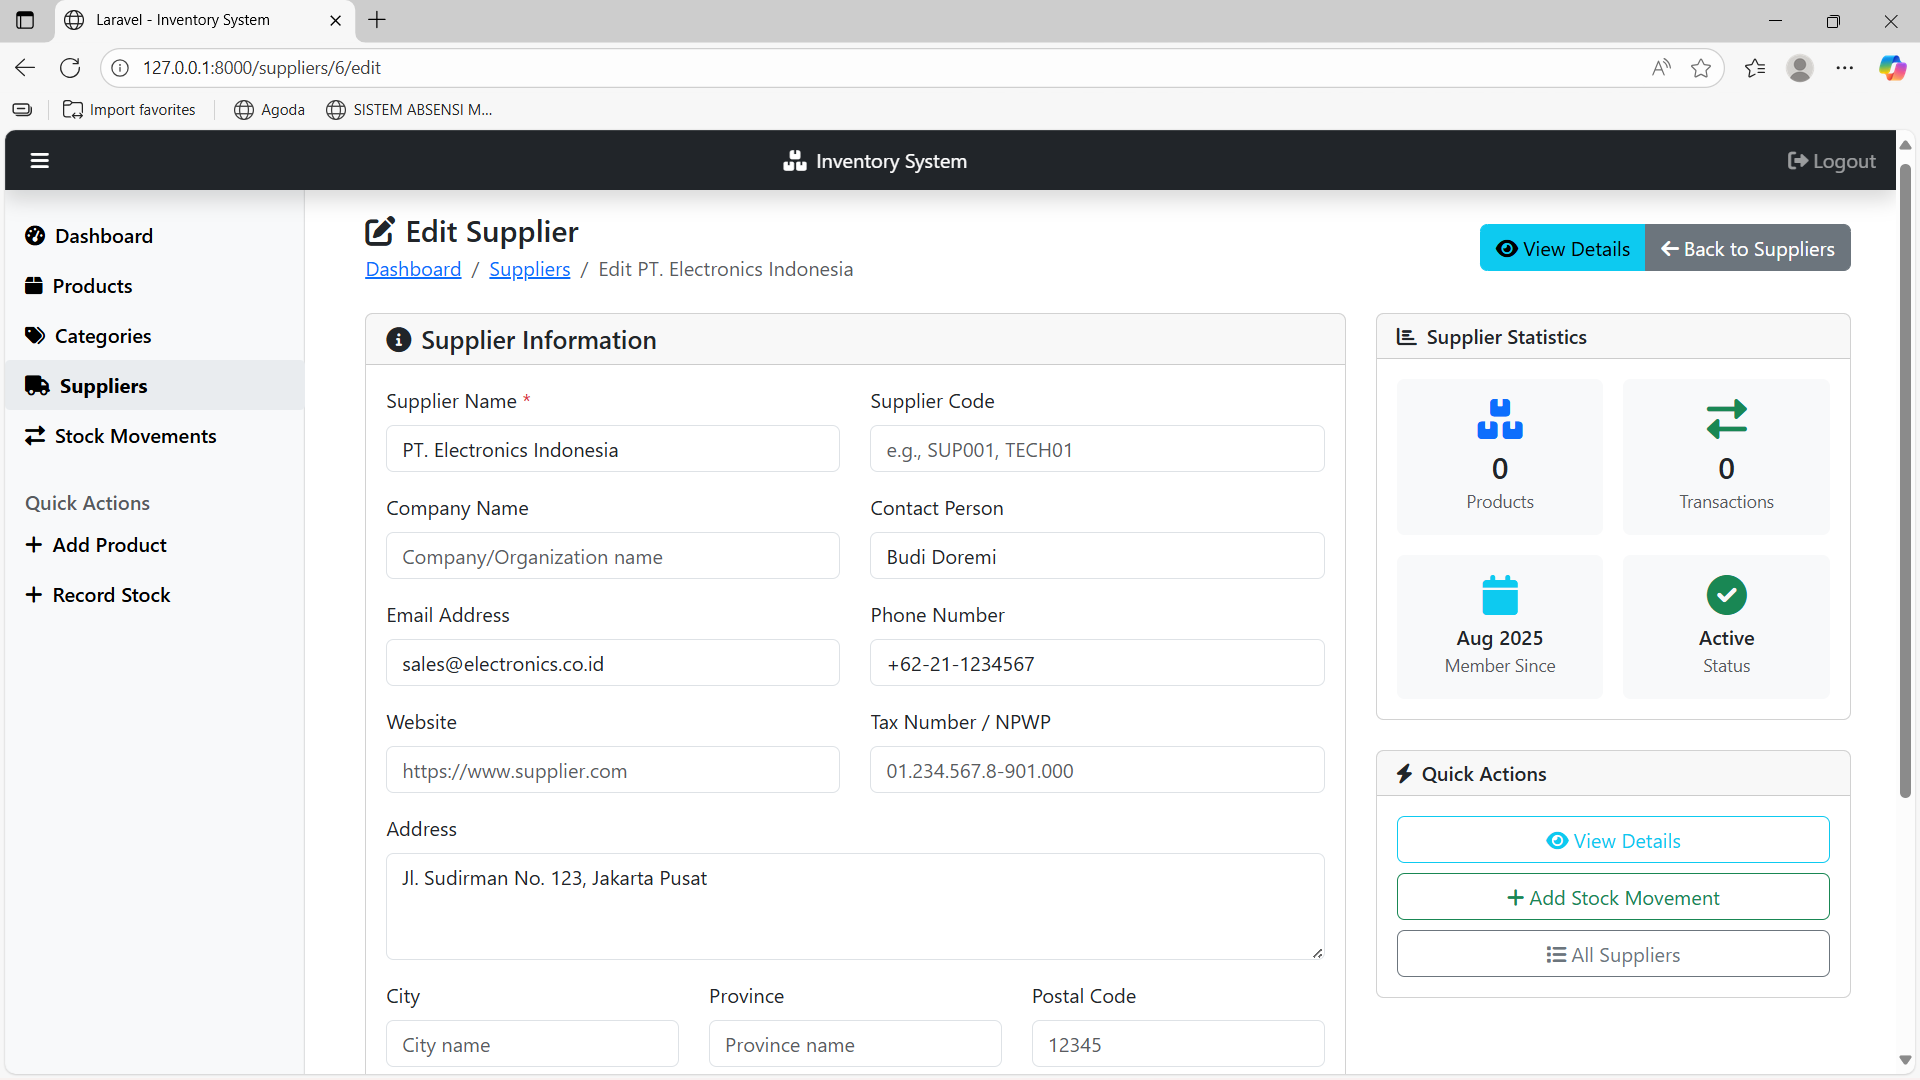 Laravel - Inventory System
127.0.0.1:8000/suppliers/6/edit
Import favorites
Agoda
SISTEM ABSENSI M...
Inventory System
Logout
Dashboard
Products
Categories
Suppliers
Stock Movements
Quick Actions
Add Product
Record Stock
Edit Supplier
Dashboard / Suppliers / Edit PT. Electronics Indonesia
View Details
Back to Suppliers
Supplier Information
Supplier Name *
PT. Electronics Indonesia
Supplier Code
e.g., SUP001, TECH01
Company Name
Company/Organization name
Contact Person
Budi Doremi
Email Address
sales@electronics.co.id
Phone Number
+62-21-1234567
Website
https://www.supplier.com
Tax Number / NPWP
01.234.567.8-901.000
Address
Jl. Sudirman No. 123, Jakarta Pusat
City
City name
Province
Province name
Postal Code
12345
Supplier Statistics
0
Products
0
Transactions
Aug 2025
Member Since
Active
Status
Quick Actions
View Details
Add Stock Movement
All Suppliers